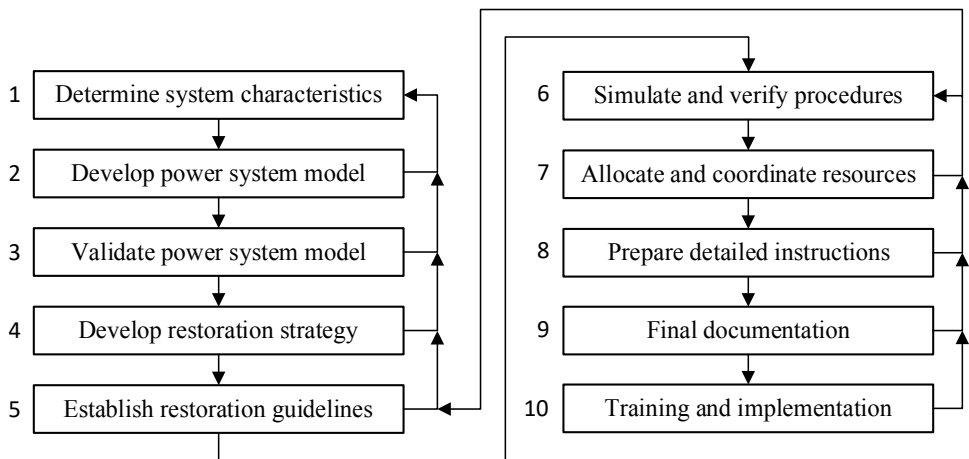 1 Determine system characteristics
2 Develop power system model
3 Validate power system model
4 Develop restoration strategy
5 Establish restoration guidelines
6 Simulate and verify procedures
7 Allocate and coordinate resources
8 Prepare detailed instructions
9 Final documentation
10 Training and implementation